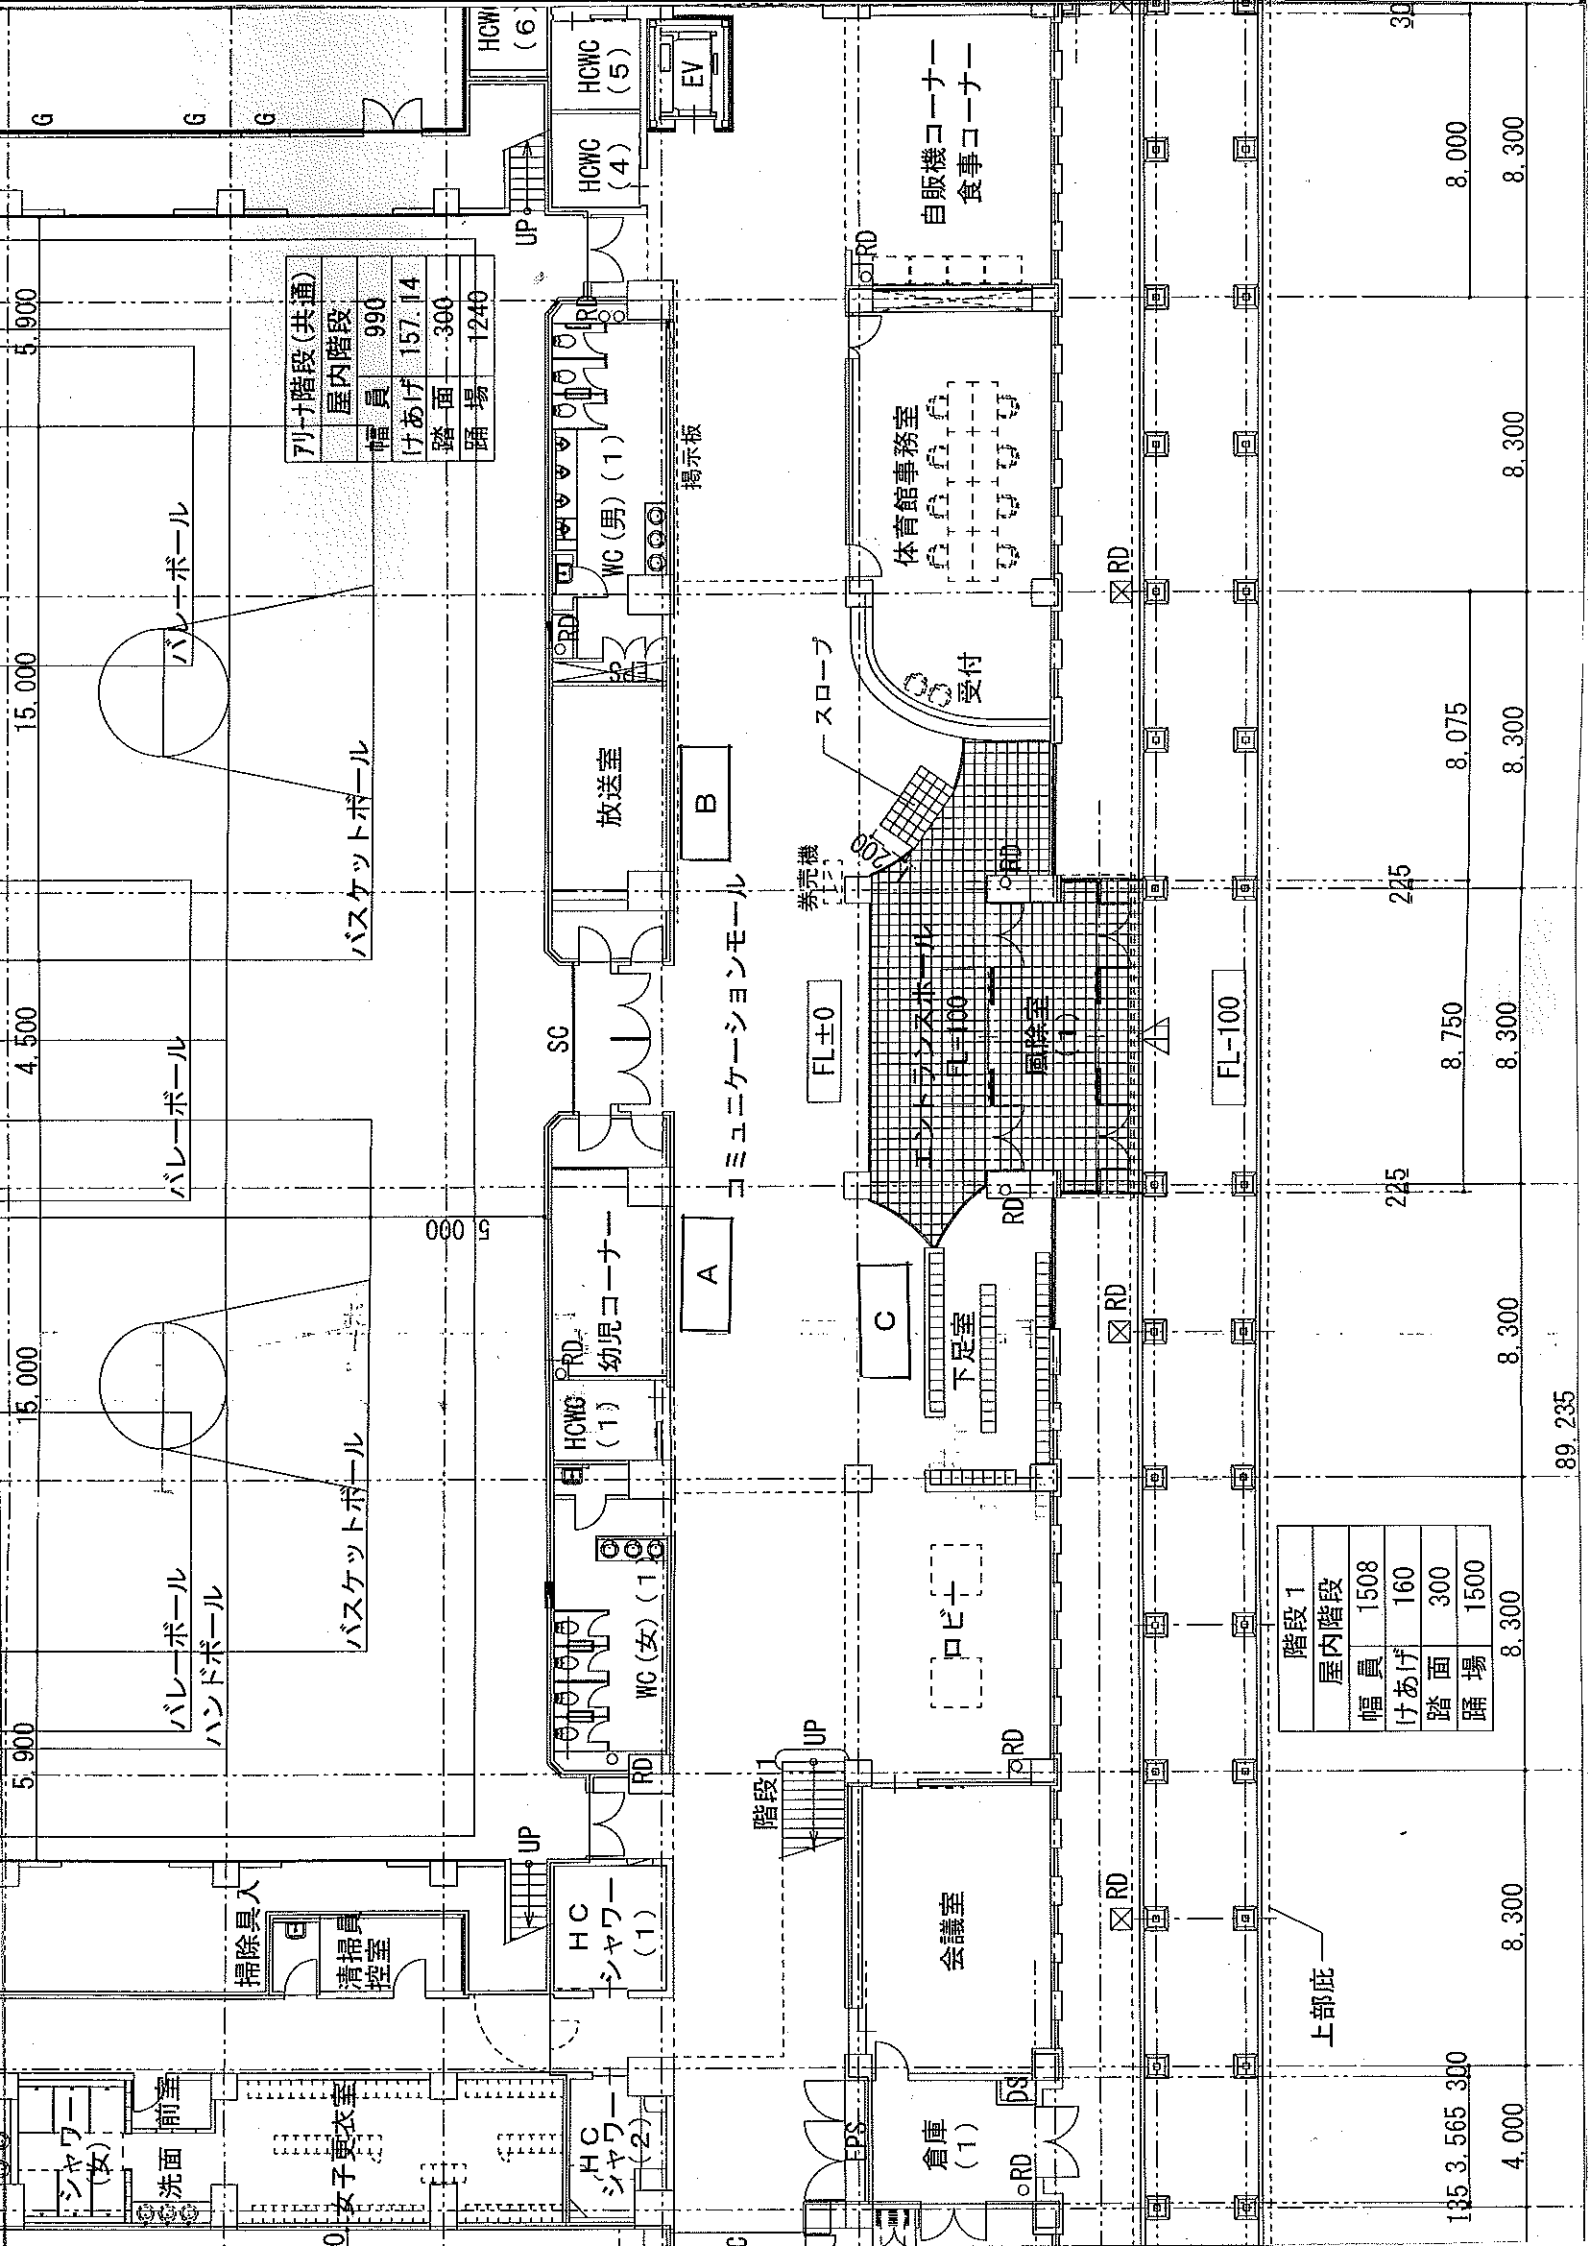 5,900
15,000
4,500
15,000
5,900
5,000
G
G
G
バレーボール
バレーボール
バレーボール
ハンドボール
バスケットボール
バスケットボール
アリーナ階段(共通)
屋内階段
幅員 990
けあげ 157.14
踏面 300
踊場 1240
HCWC
(6)
HCWC
(5)
HCWC
(4)
EV
UP
UP
RD
WC(男)(1)
掲示板
RD
放送室
SC
幼児コーナー
RD
HCWC
(1)
WC(女)(1)
RD
HC
シャワー
(1)
HC
シャワー
(2)
掃除具入
清掃員
控室
シャワー
(女)
前室
洗面
女子更衣室
A
B
C
コミュニケーションモール
階段1
UP
自販機コーナー
食事コーナー
RD
体育館事務室
受付
スロープ
1,200
券売機
FL±0
エントランスホール
FL-100
風除室
(1)
RD
RD
下足室
ロビー
RD
会議室
EPS
倉庫
(1)
DS
RD
RD
RD
RD
FL-100
上部庇
階段1
屋内階段
幅員 1508
けあげ 160
踏面 300
踊場 1500
30
8,000
8,075
225
8,750
225
135 3,565 300
8,300
8,300
8,300
8,300
8,300
8,300
8,300
4,000
89,235